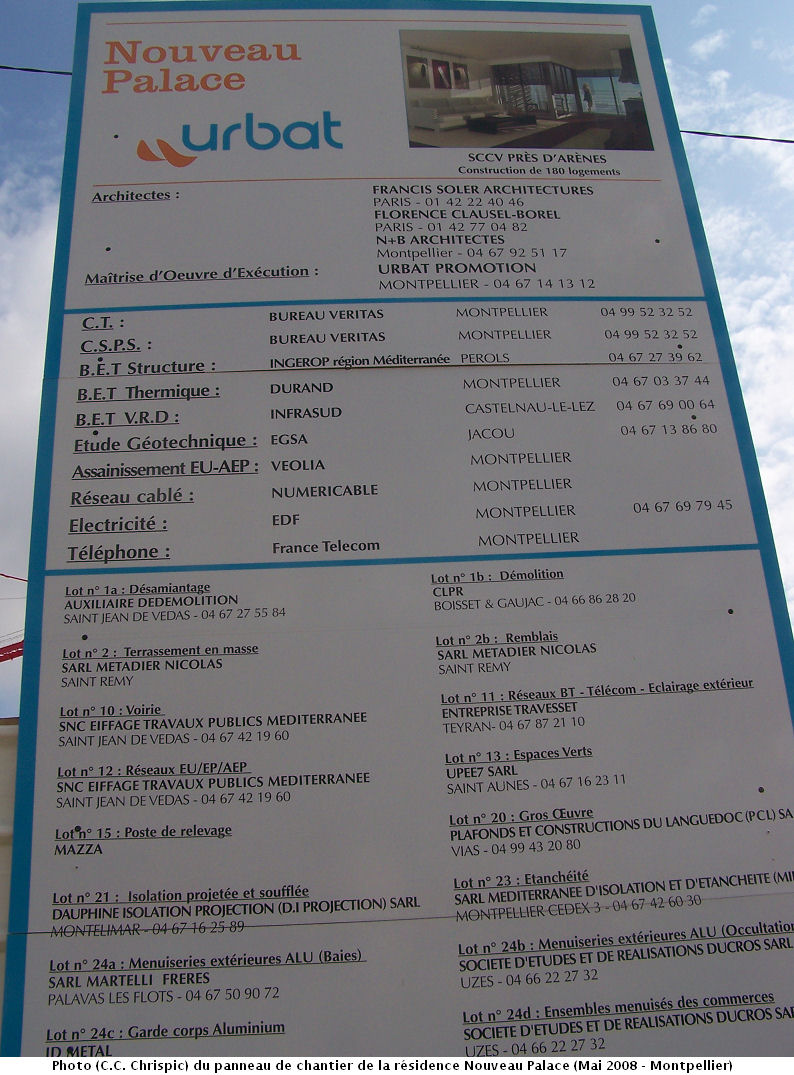 Nouveau
Palace
urbat
SCCV PRÈS D'ARÈNES
Construction de 180 logements
Architectes :
FRANCIS SOLER ARCHITECTURES
PARIS - 01 42 22 40 46
FLORENCE CLAUSEL-BOREL
PARIS - 01 42 77 04 82
N+B ARCHITECTES
Montpellier - 04 67 92 51 17
Maîtrise d'Oeuvre d'Exécution :
URBAT PROMOTION
MONTPELLIER - 04 67 14 13 12
C.T. : BUREAU VERITAS MONTPELLIER 04 99 52 32 52
C.S.P.S. : BUREAU VERITAS MONTPELLIER 04 99 52 32 52
B.E.T Structure : INGEROP région Méditerranée PEROLS 04 67 27 39 62
B.E.T Thermique : DURAND MONTPELLIER 04 67 03 37 44
B.E.T V.R.D : INFRASUD CASTELNAU-LE-LEZ 04 67 69 00 64
Etude Géotechnique : EGSA JACOU 04 67 13 86 80
Assainissement EU-AEP : VEOLIA MONTPELLIER
Réseau cablé : NUMERICABLE MONTPELLIER
Electricité : EDF MONTPELLIER 04 67 69 79 45
Téléphone : France Telecom MONTPELLIER
Lot n° 1a : Désamiantage
AUXILIAIRE DEDEMOLITION
SAINT JEAN DE VEDAS - 04 67 27 55 84
Lot n° 1b : Démolition
CLPR
BOISSET & GAUJAC - 04 66 86 28 20
Lot n° 2 : Terrassement en masse
SARL METADIER NICOLAS
SAINT REMY
Lot n° 2b : Remblais
SARL METADIER NICOLAS
SAINT REMY
Lot n° 10 : Voirie
SNC EIFFAGE TRAVAUX PUBLICS MEDITERRANEE
SAINT JEAN DE VEDAS - 04 67 42 19 60
Lot n° 11 : Réseaux BT - Télécom - Eclairage extérieur
ENTREPRISE TRAVESSET
TEYRAN- 04 67 87 21 10
Lot n° 12 : Réseaux EU/EP/AEP
SNC EIFFAGE TRAVAUX PUBLICS MEDITERRANEE
SAINT JEAN DE VEDAS - 04 67 42 19 60
Lot n° 13 : Espaces Verts
UPEE7 SARL
SAINT AUNES - 04 67 16 23 11
Lot n° 15 : Poste de relevage
MAZZA
Lot n° 20 : Gros Œuvre
PLAFONDS ET CONSTRUCTIONS DU LANGUEDOC (PCL) SA
VIAS - 04 99 43 20 80
Lot n° 21 : Isolation projetée et soufflée
DAUPHINE ISOLATION PROJECTION (D.I PROJECTION) SARL
MONTELIMAR - 04 67 16 25 89
Lot n° 23 : Etanchéité
SARL MEDITERRANEE D'ISOLATION ET D'ETANCHEITE (MI
MONTPELLIER CEDEX 3 - 04 67 42 60 30
Lot n° 24a : Menuiseries extérieures ALU (Baies)
SARL MARTELLI FRERES
PALAVAS LES FLOTS - 04 67 50 90 72
Lot n° 24b : Menuiseries extérieures ALU (Occultation
SOCIETE D'ETUDES ET DE REALISATIONS DUCROS SARL
UZES - 04 66 22 27 32
Lot n° 24c : Garde corps Aluminium
ID METAL
Lot n° 24d : Ensembles menuisés des commerces
SOCIETE D'ETUDES ET DE REALISATIONS DUCROS SAR
UZES - 04 66 22 27 32
Photo (C.C. Chrispic) du panneau de chantier de la résidence Nouveau Palace (Mai 2008 - Montpellier)